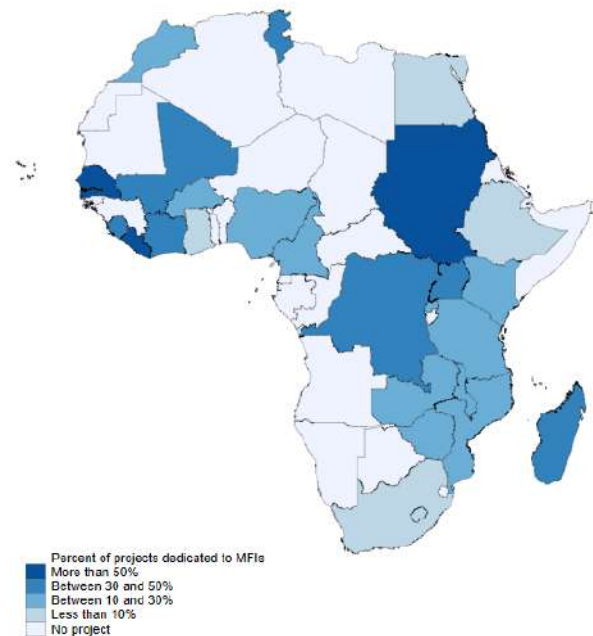 Percent of projects dedicated to MFIs
More than 50%
Between 30 and 50%
Between 10 and 30%
Less than 10%
No project